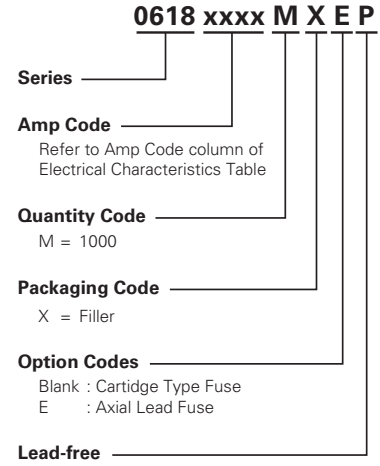 0618 xxxx M X E P
Series
Amp Code
Refer to Amp Code column of
Electrical Characteristics Table
Quantity Code
M = 1000
Packaging Code
X = Filler
Option Codes
Blank : Cartidge Type Fuse
E : Axial Lead Fuse
Lead-free